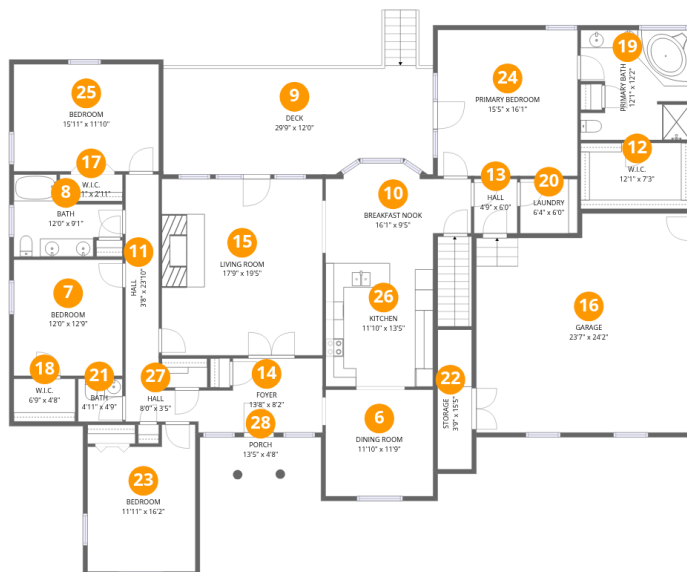 19
PRIMARY BATH
12'1" x 12'2"
25
BEDROOM
15'11" x 11'10"
9
DECK
29'9" x 12'0"
24
PRIMARY BEDROOM
15'5" x 16'1"
17
W.I.C.
2'11"
12
W.I.C.
12'1" x 7'3"
8
BATH
12'0" x 9'1"
13
HALL
4'9" x 6'0"
20
LAUNDRY
6'4" x 6'0"
10
BREAKFAST NOOK
16'1" x 9'5"
11
HALL
3'8" x 23'10"
15
LIVING ROOM
17'9" x 19'5"
7
BEDROOM
12'0" x 12'9"
26
KITCHEN
11'10" x 13'5"
16
GARAGE
23'7" x 24'2"
18
W.I.C.
6'9" x 4'8"
21
BATH
4'11" x 4'9"
27
HALL
8'0" x 3'5"
14
FOYER
13'8" x 8'2"
22
STORAGE
3'9" x 15'5"
6
DINING ROOM
11'10" x 11'9"
28
PORCH
13'5" x 4'8"
23
BEDROOM
11'11" x 16'2"